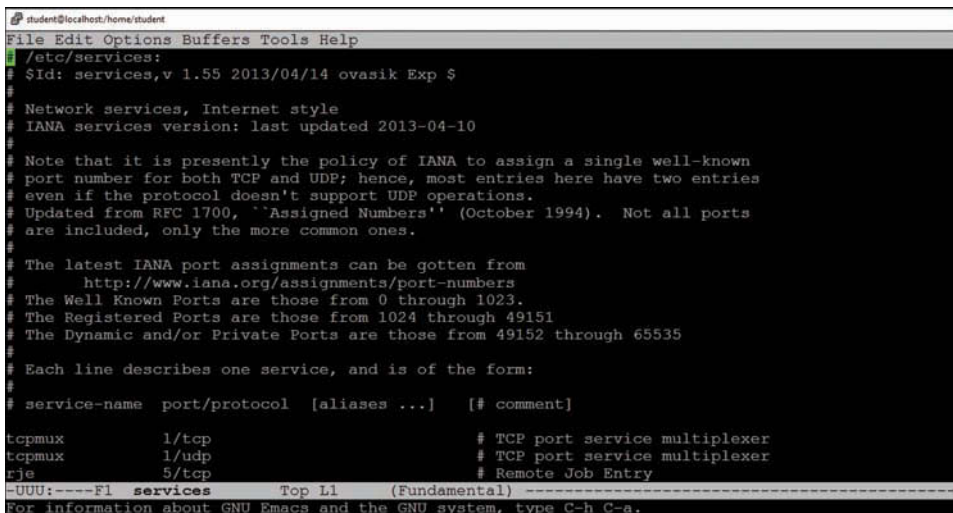 student@localhost:/home/student
File Edit Options Buffers Tools Help
# /etc/services:
# $Id: services,v 1.55 2013/04/14 ovasik Exp $
#
# Network services, Internet style
# IANA services version: last updated 2013-04-10
#
# Note that it is presently the policy of IANA to assign a single well-known
# port number for both TCP and UDP; hence, most entries here have two entries
# even if the protocol doesn't support UDP operations.
# Updated from RFC 1700, ``Assigned Numbers'' (October 1994).  Not all ports
# are included, only the more common ones.
#
# The latest IANA port assignments can be gotten from
#       http://www.iana.org/assignments/port-numbers
# The Well Known Ports are those from 0 through 1023.
# The Registered Ports are those from 1024 through 49151
# The Dynamic and/or Private Ports are those from 49152 through 65535
#
# Each line describes one service, and is of the form:
#
# service-name  port/protocol  [aliases ...]   [# comment]
tcpmux          1/tcp                           # TCP port service multiplexer
tcpmux          1/udp                           # TCP port service multiplexer
rje             5/tcp                           # Remote Job Entry
-UUU:----F1  services       Top L1     (Fundamental) --------------------------------------------
For information about GNU Emacs and the GNU system, type C-h C-a.